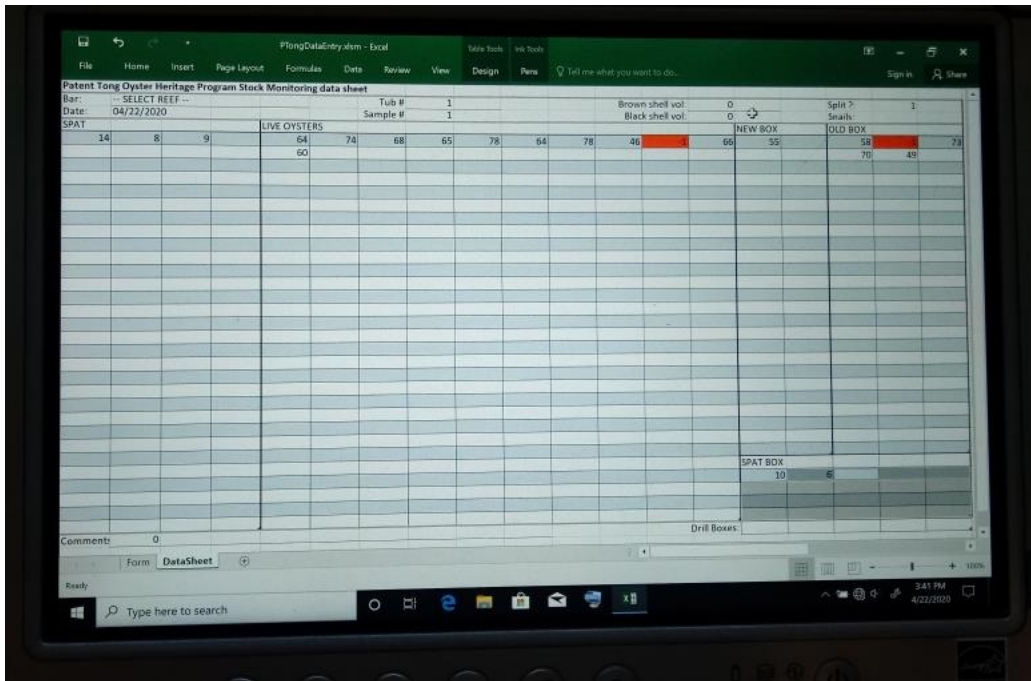 PTongDataEntry.xlsm - Excel Table Tools Ink Tools
File Home Insert Page Layout Formulas Data Review View Design Pens Tell me what you want to do... Sign in Share
Patent Tong Oyster Heritage Program Stock Monitoring data sheet
Bar: -- SELECT REEF -- Tub # 1 Brown shell vol: 0 Split ?: 1
Date: 04/22/2020 Sample # 1 Black shell vol: 0 Snails:
SPAT LIVE OYSTERS NEW BOX OLD BOX
14 8 9 64 74 68 65 78 64 78 46 -1 66 55 58 73
60 70 49
SPAT BOX
10 6
Drill Boxes:
Comment: 0
Form DataSheet
Ready 100%
Type here to search 3:41 PM
4/22/2020